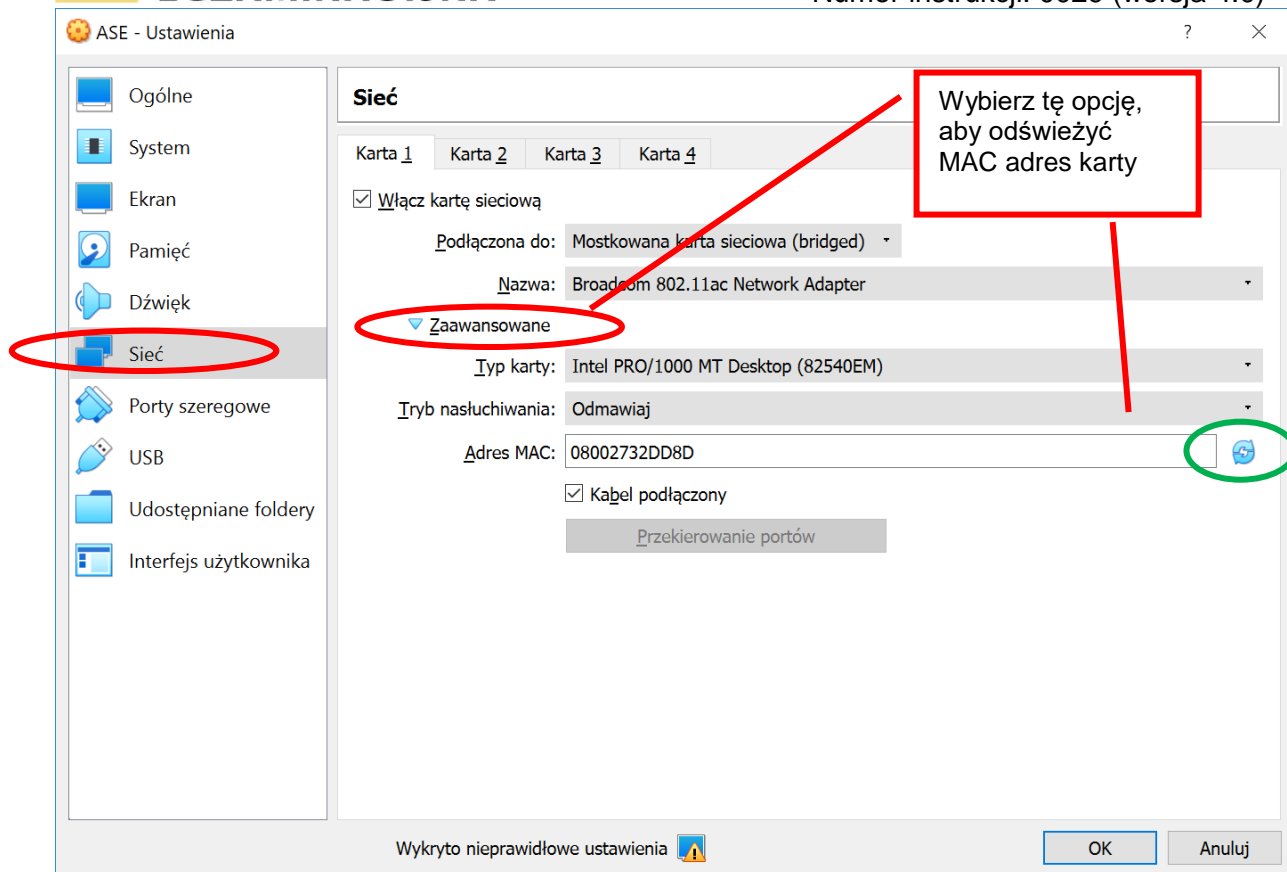 ASE - Ustawienia
?
Ogólne
System
Ekran
Pamięć
Dźwięk
Sieć
Porty szeregowe
USB
Udostępniane foldery
Interfejs użytkownika
Sieć
Wybierz tę opcję,
aby odświeżyć
MAC adres karty
Karta 1 Karta 2 Karta 3 Karta 4
Włącz kartę sieciową
Podłączona do: Mostkowana karta sieciowa (bridged)
Nazwa: Broadcom 802.11ac Network Adapter
Zaawansowane
Typ karty: Intel PRO/1000 MT Desktop (82540EM)
Tryb nasłuchiwania: Odmawiaj
Adres MAC: 08002732DD8D
Kabel podłączony
Przekierowanie portów
Wykryto nieprawidłowe ustawienia
OK Anuluj